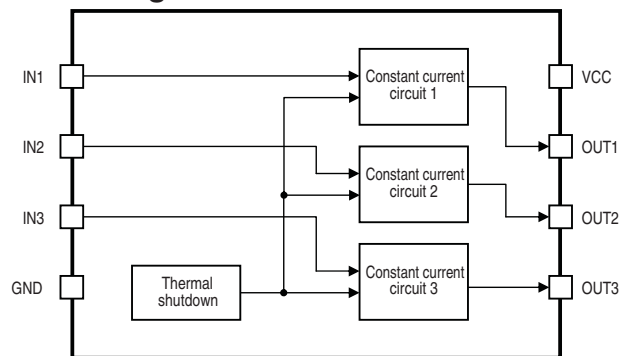 IN1
Constant current
circuit 1
VCC
IN2
Constant current
circuit 2
OUT1
IN3
OUT2
GND
Thermal
shutdown
Constant current
circuit 3
OUT3